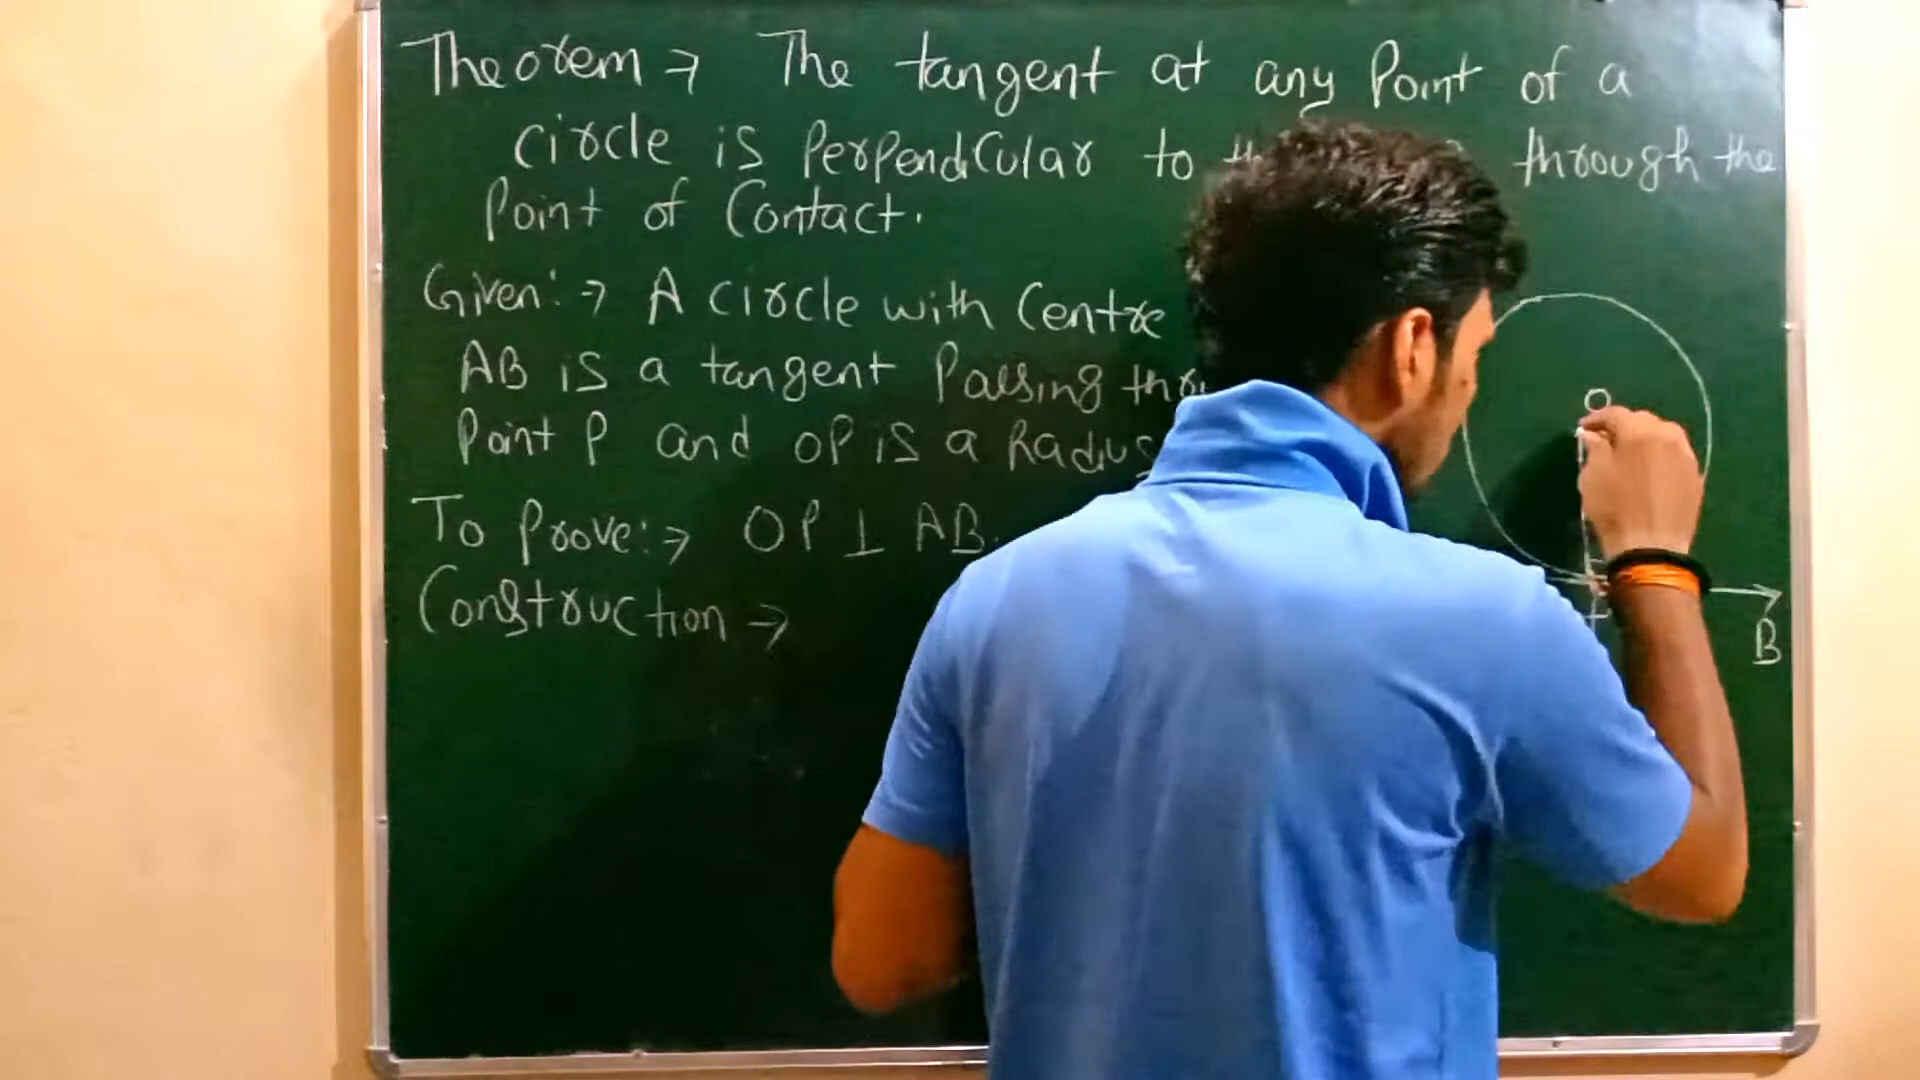 Theorem → The tangent at any Point of a
circle is Perpendicular to through the
Point of Contact.
Given:→ A circle with Centre
AB is a tangent Passing
Point P and OP is a Radius
To Prove:→ OP ⊥ AB.
Construction →
O
B